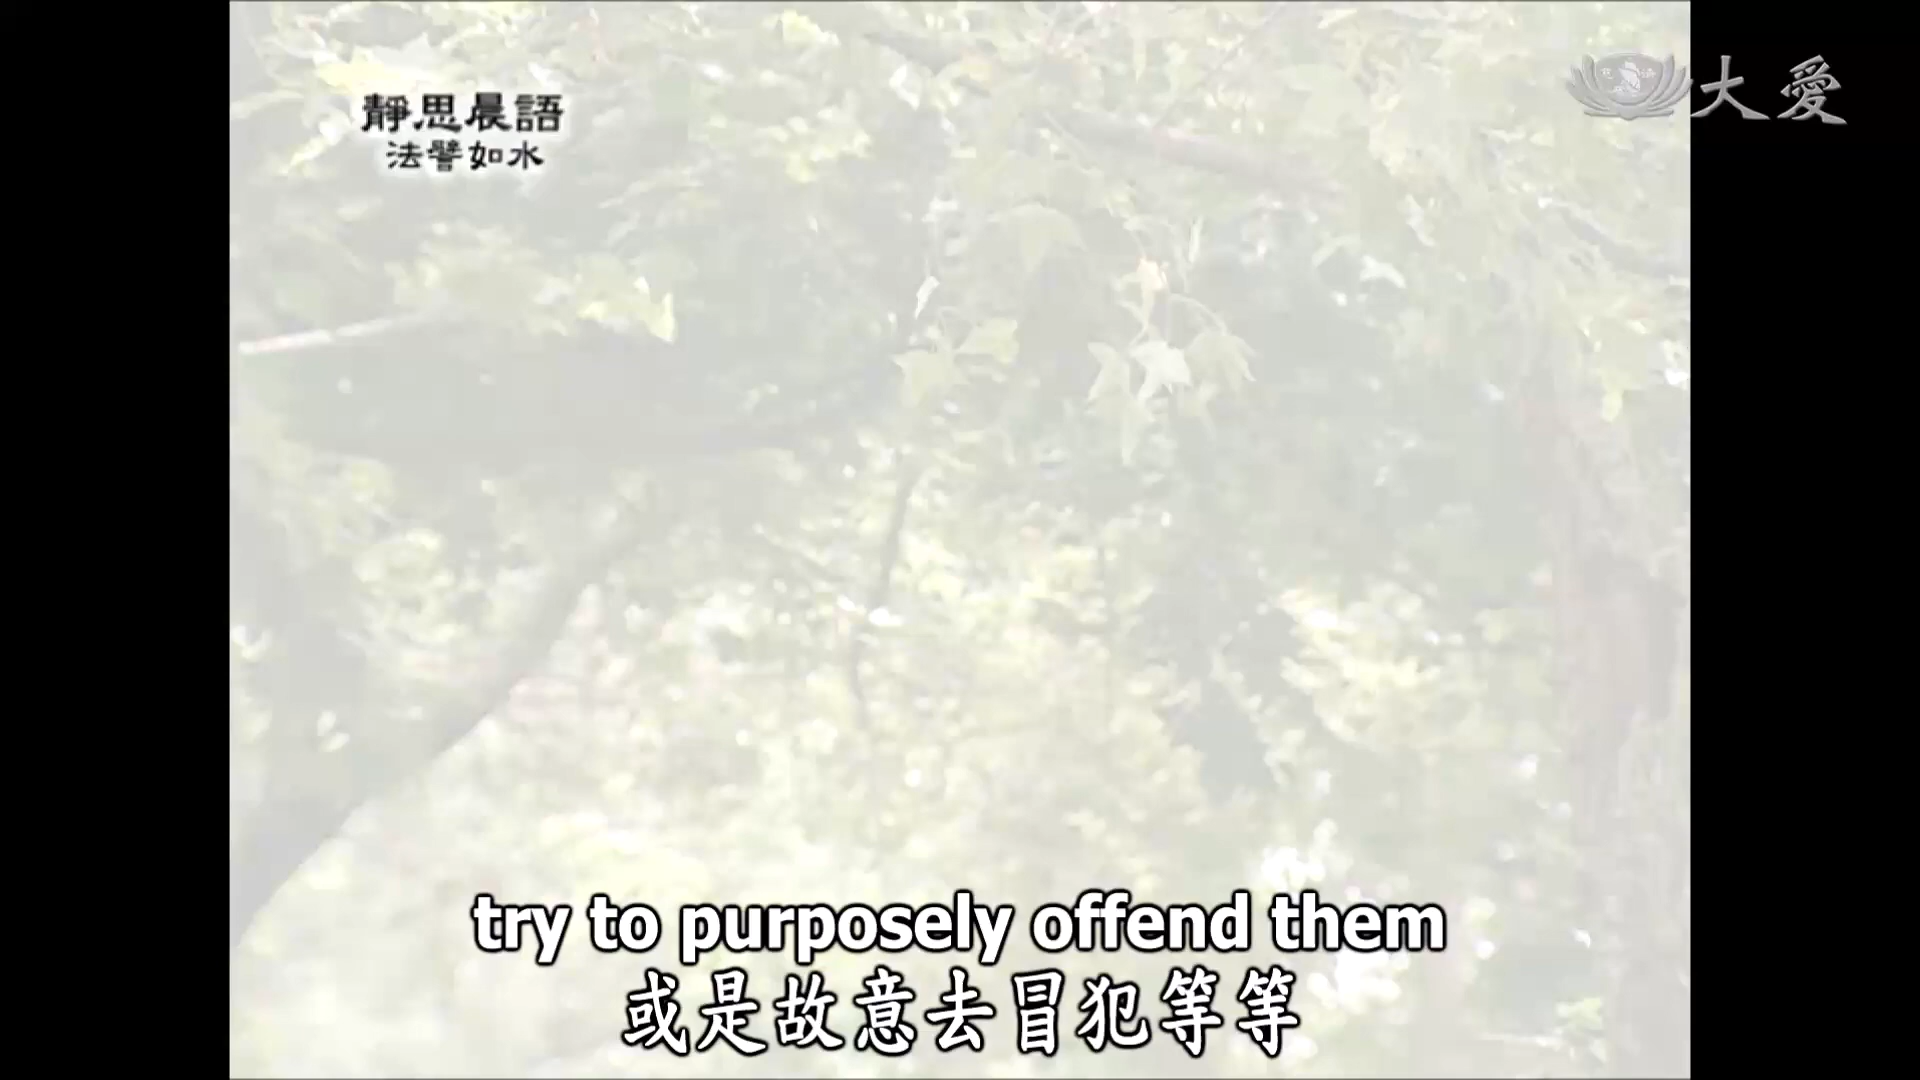 靜思晨語
法譬如水
大愛
try to purposely offend them
或是故意去冒犯等等